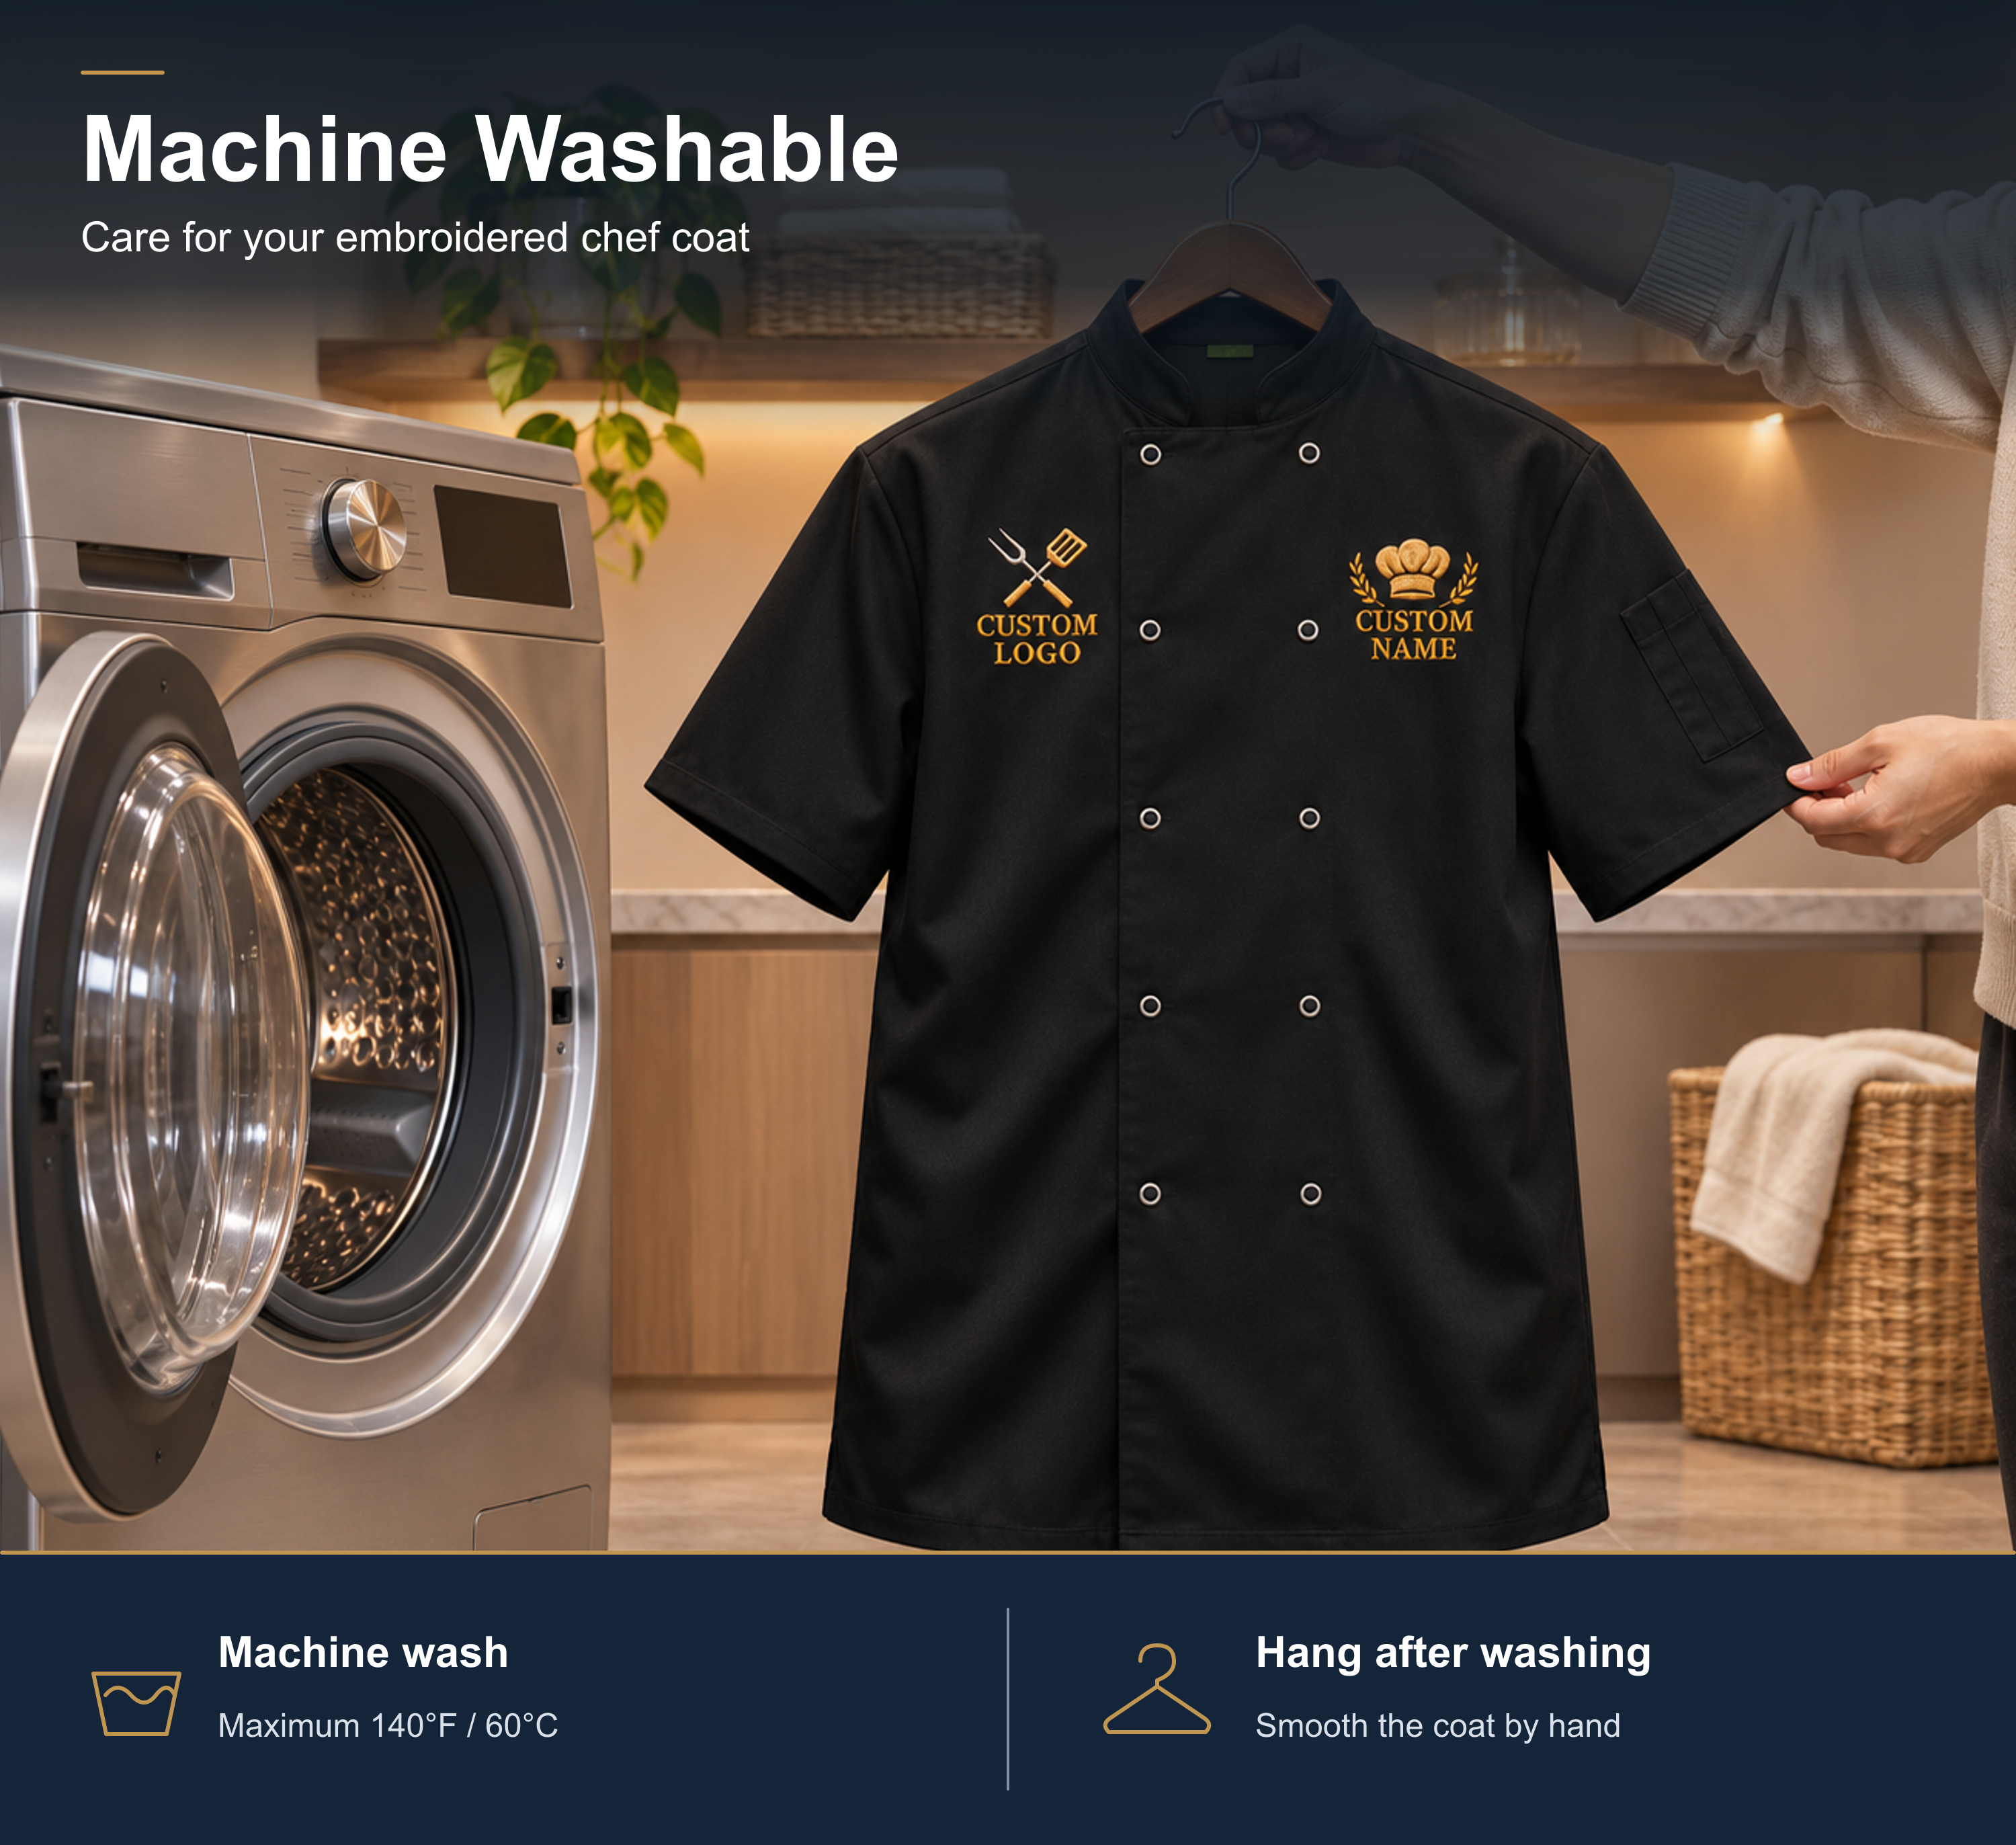 Machine Washable
Care for your embroidered chef coat
CUSTOM
LOGO
CUSTOM
NAME
Machine wash
Maximum 140°F / 60°C
Hang after washing
Smooth the coat by hand